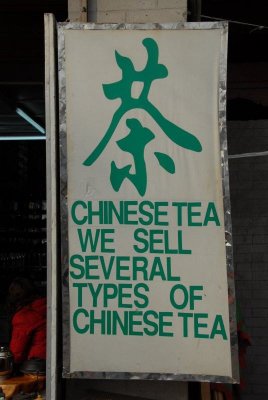 茶
CHINESE TEA
WE SELL
SEVERAL
TYPES OF
CHINESE TEA